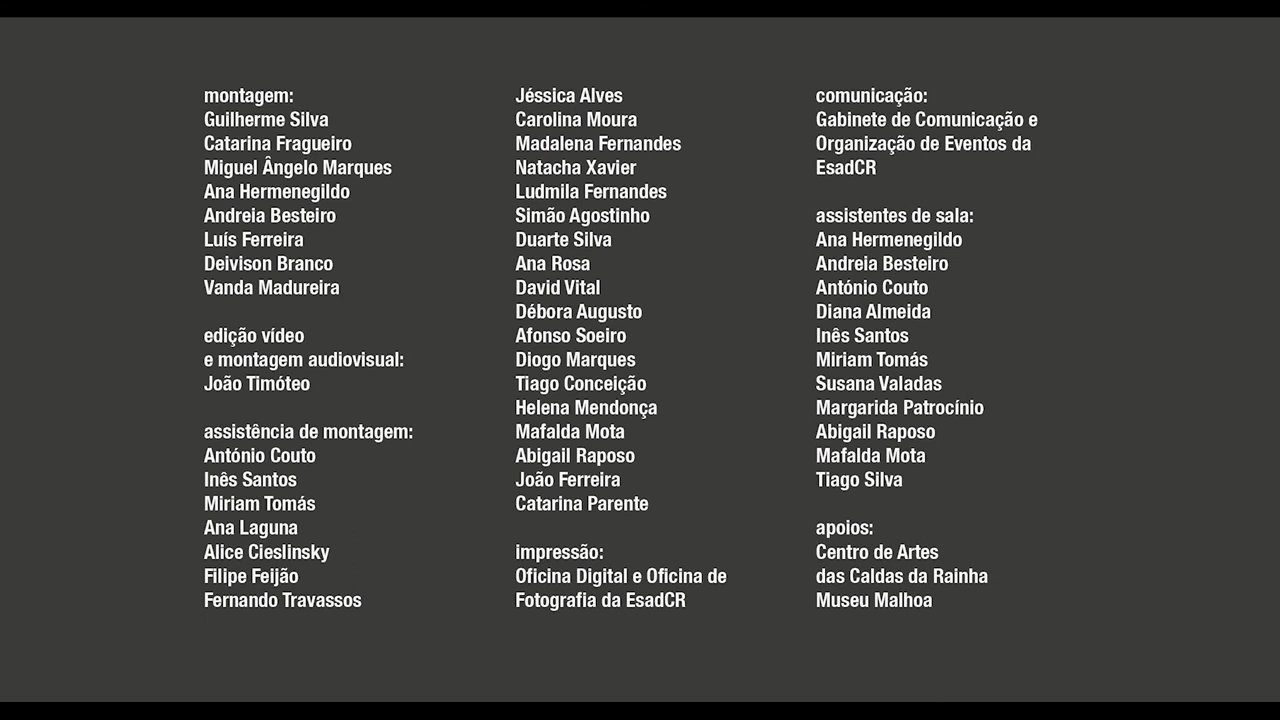 montagem:
Guilherme Silva
Catarina Fragueiro
Miguel Ângelo Marques
Ana Hermenegildo
Andreia Besteiro
Luís Ferreira
Deivison Branco
Vanda Madureira
edição vídeo
e montagem audiovisual:
João Timóteo
assistência de montagem:
António Couto
Inês Santos
Miriam Tomás
Ana Laguna
Alice Cieslinsky
Filipe Feijão
Fernando Travassos
Jéssica Alves
Carolina Moura
Madalena Fernandes
Natacha Xavier
Ludmila Fernandes
Simão Agostinho
Duarte Silva
Ana Rosa
David Vital
Débora Augusto
Afonso Soeiro
Diogo Marques
Tiago Conceição
Helena Mendonça
Mafalda Mota
Abigail Raposo
João Ferreira
Catarina Parente
impressão:
Oficina Digital e Oficina de
Fotografia da EsadCR
comunicação:
Gabinete de Comunicação e
Organização de Eventos da
EsadCR
assistentes de sala:
Ana Hermenegildo
Andreia Besteiro
António Couto
Diana Almeida
Inês Santos
Miriam Tomás
Susana Valadas
Margarida Patrocínio
Abigail Raposo
Mafalda Mota
Tiago Silva
apoios:
Centro de Artes
das Caldas da Rainha
Museu Malhoa